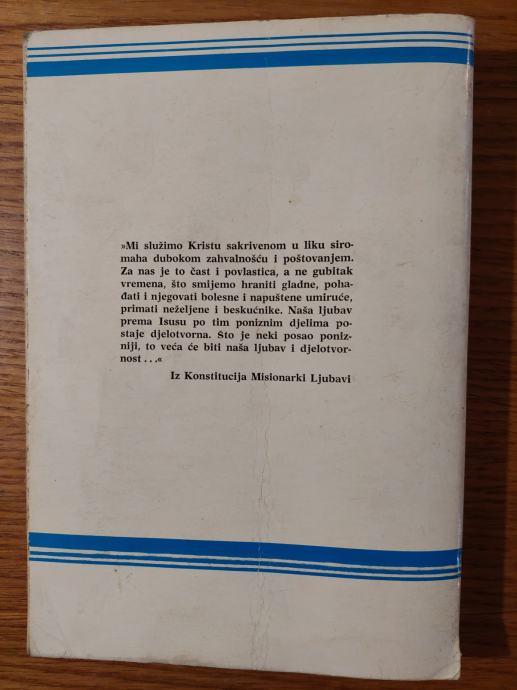 »Mi služimo Kristu sakrivenom u liku siro-
maha dubokom zahvalnošću i poštovanjem.
Za nas je to čast i povlastica, a ne gubitak
vremena, što smijemo hraniti gladne, poha-
đati i njegovati bolesne i napuštene umiruće,
primati neželjene i beskućnike. Naša ljubav
prema Isusu po tim poniznim djelima po-
staje djelotvorna. Što je neki posao poniz-
niji, to veća će biti naša ljubav i djelotvor-
nost...«
Iz Konstitucija Misionarki Ljubavi